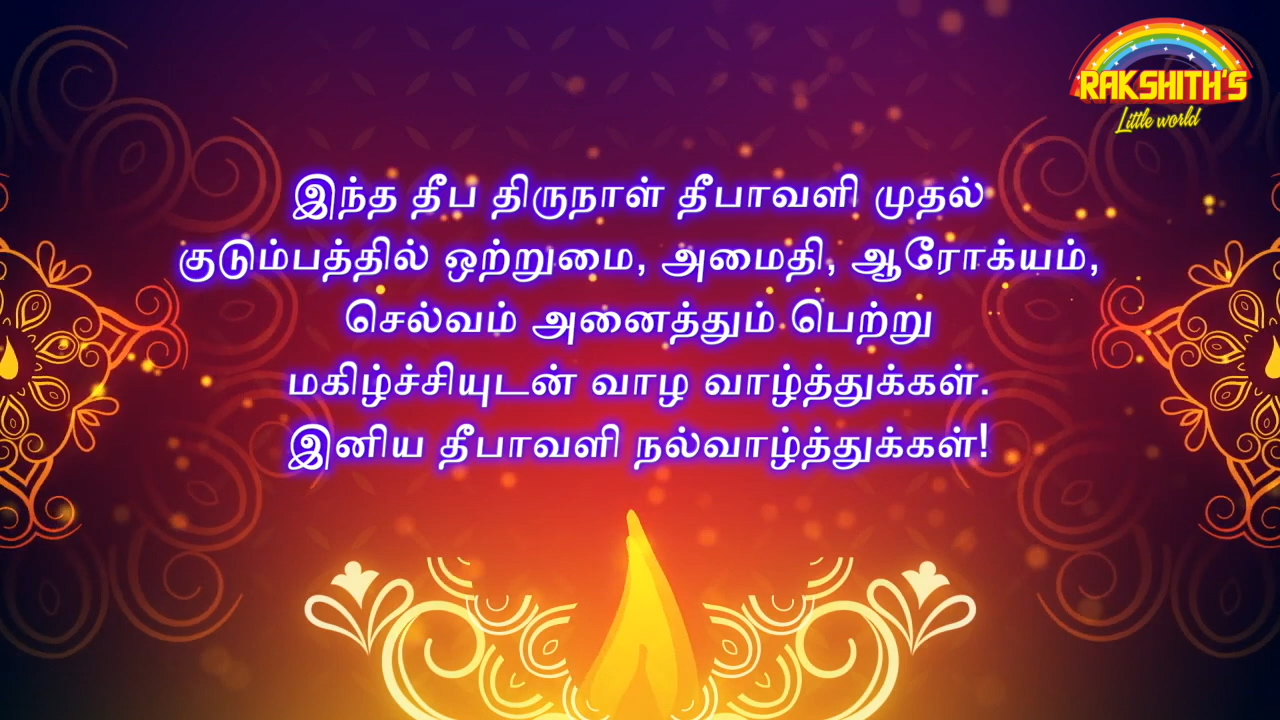 RAKSHITH'S
Little world
இந்த தீப திருநாள் தீபாவளி முதல்
குடும்பத்தில் ஒற்றுமை, அமைதி, ஆரோக்யம்,
செல்வம் அனைத்தும் பெற்று
மகிழ்ச்சியுடன் வாழ வாழ்த்துக்கள்.
இனிய தீபாவளி நல்வாழ்த்துக்கள்!